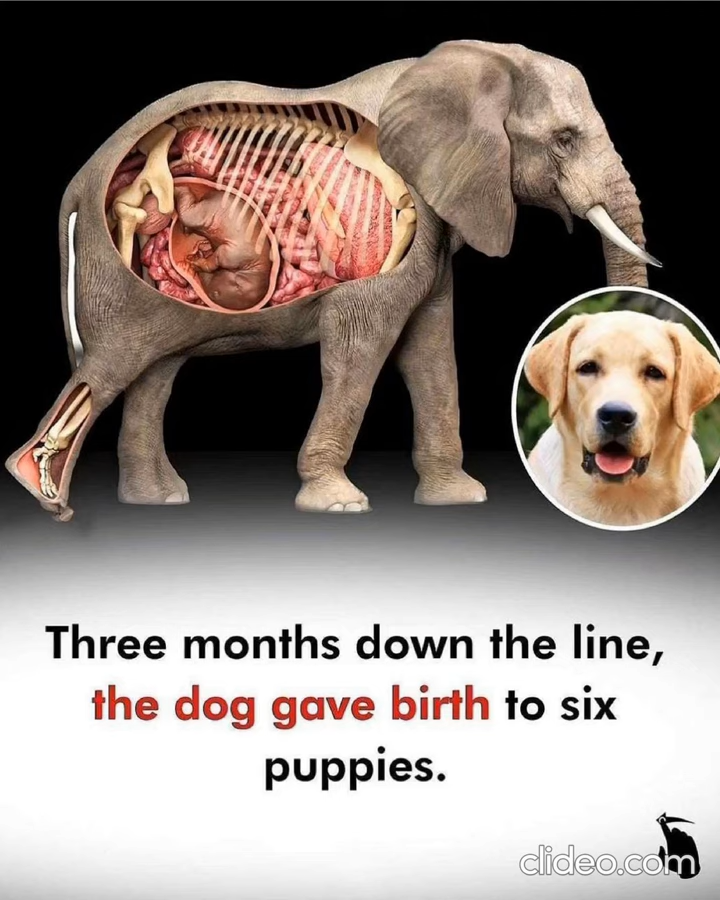 Three months down the line,
the dog gave birth to six
puppies.
clideo.com